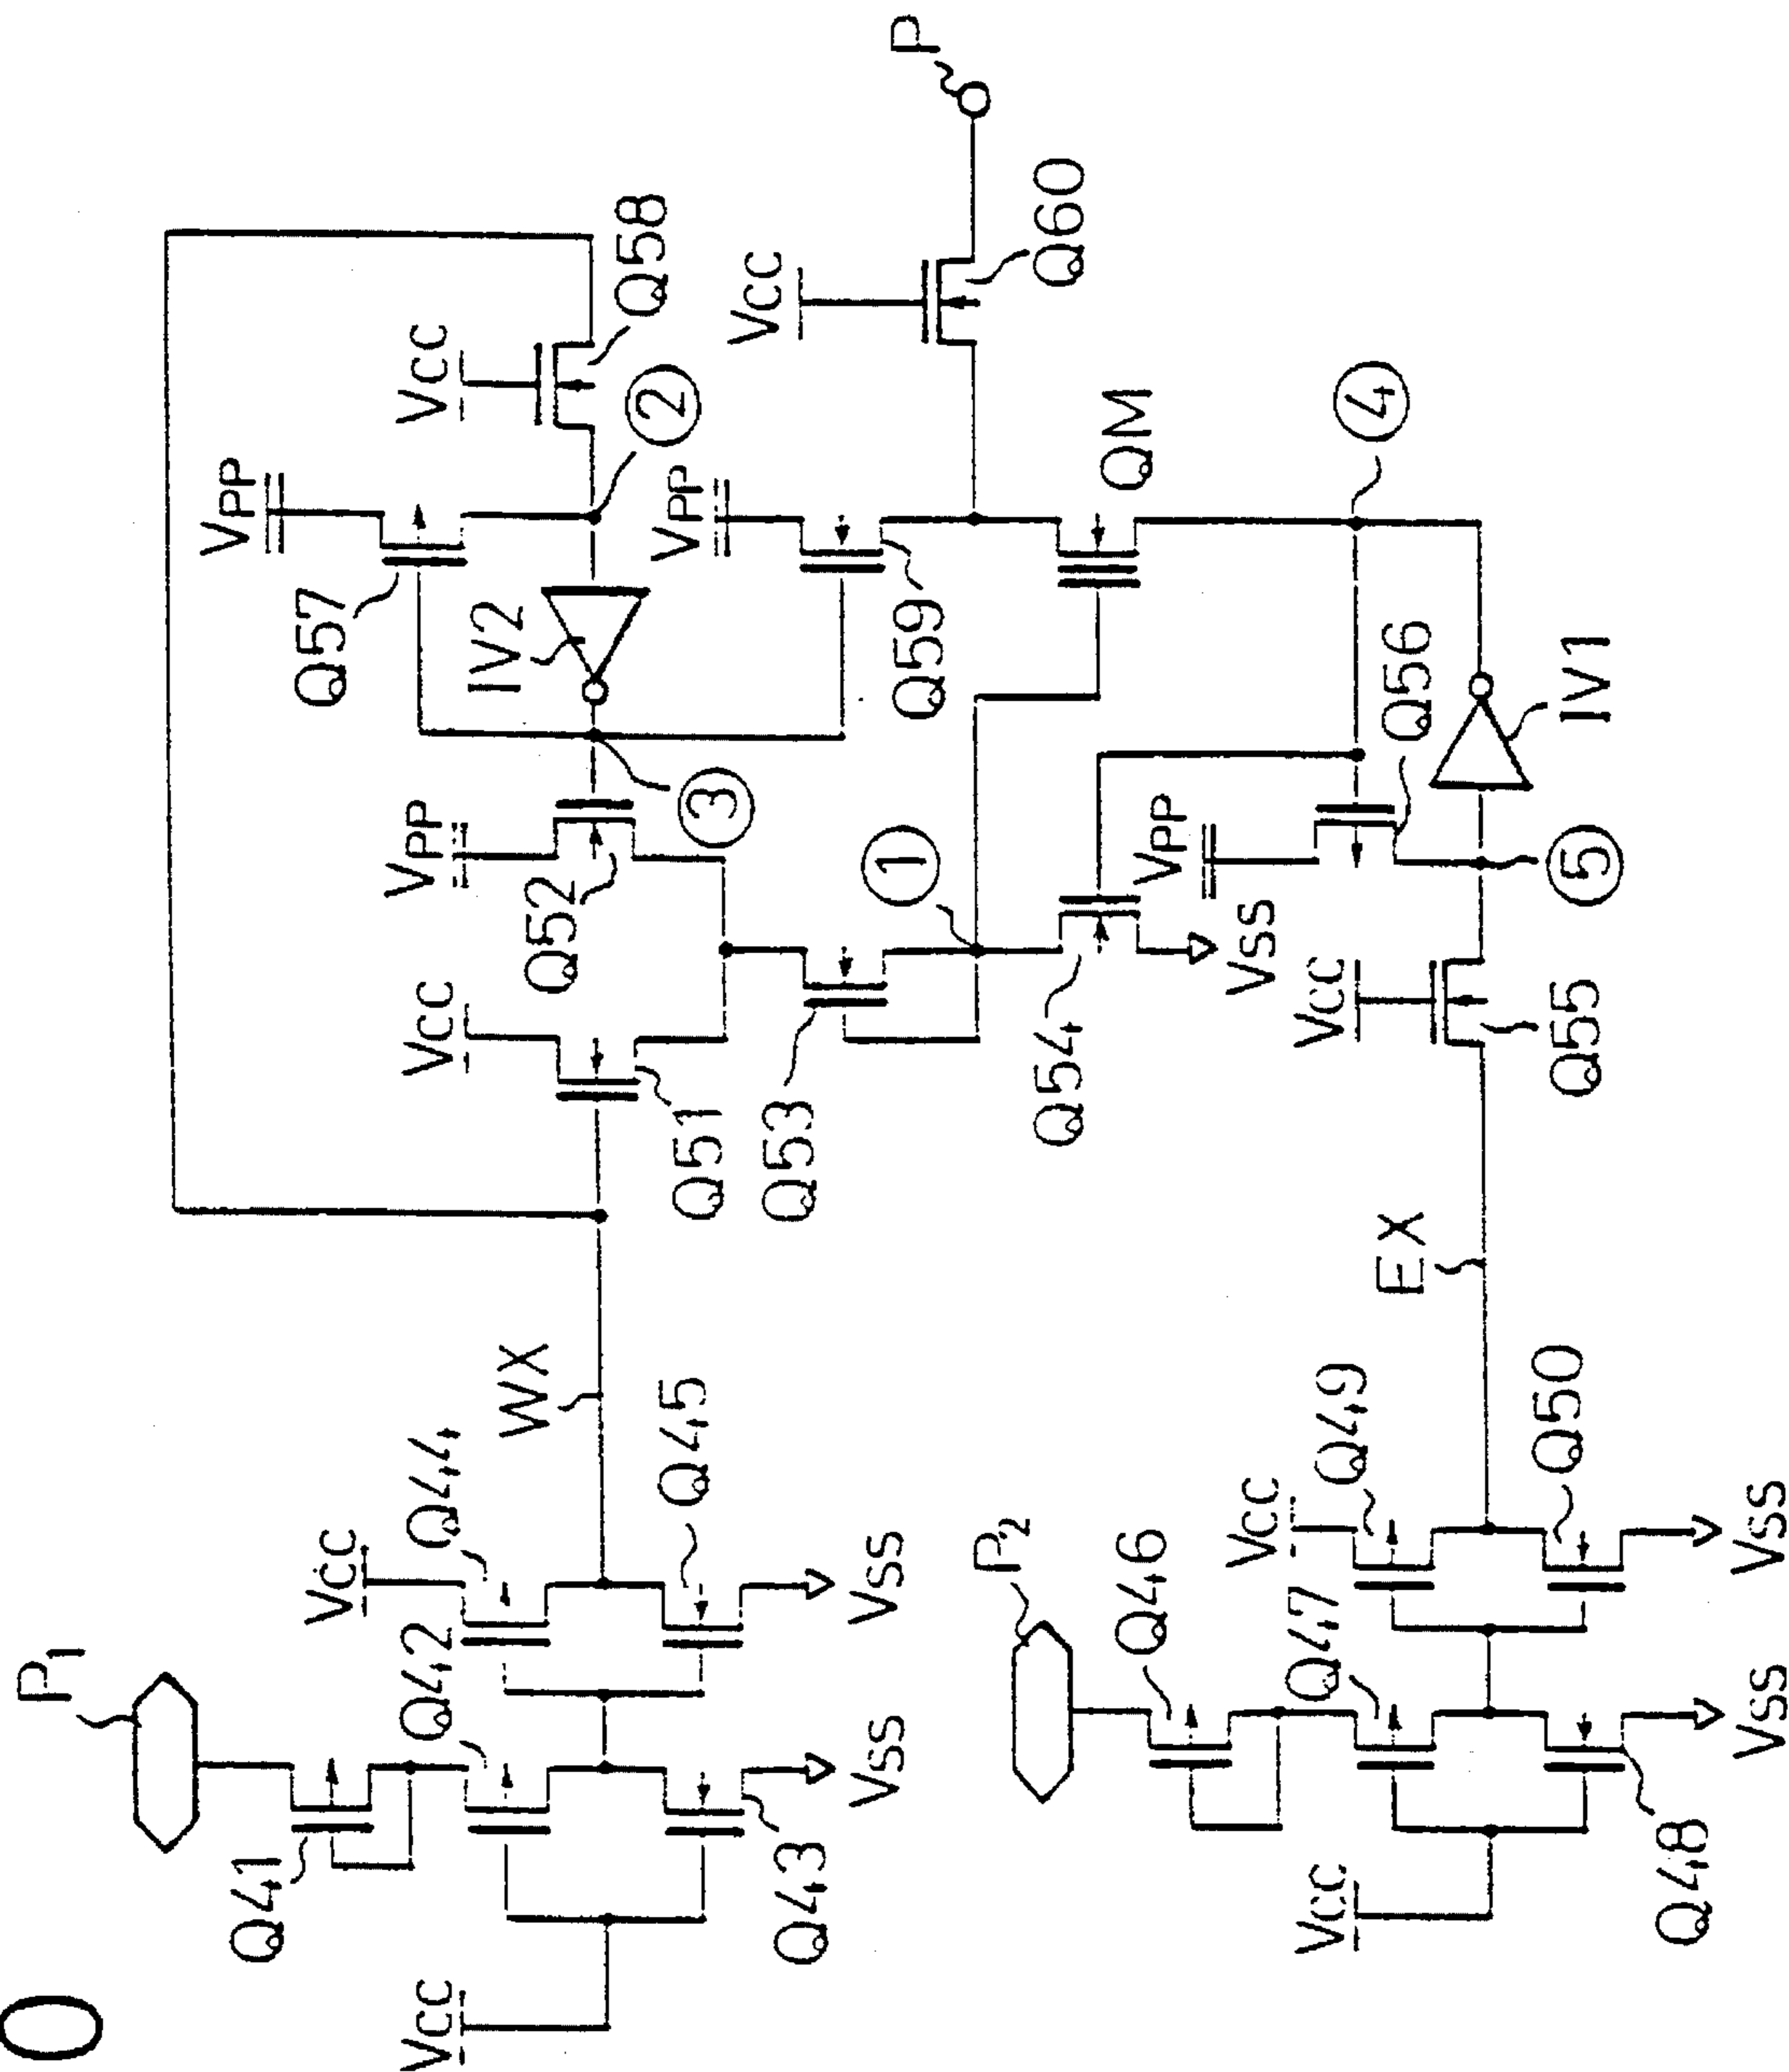 0
P1
Q41
VCC
Q42
Q43
VSS
VCC
Q44
Q45
VSS
WX
P2
Q46
VCC
Q47
Q48
VSS
VCC
Q49
Q50
VSS
EX
VCC
Q51
VPP
Q52
Q53
1
Q54
VSS
VCC
Q55
VPP
Q56
5
IV1
4
VPP
Q57
VCC
Q58
2
IV2
3
VPP
Q59
QM
VCC
Q60
P